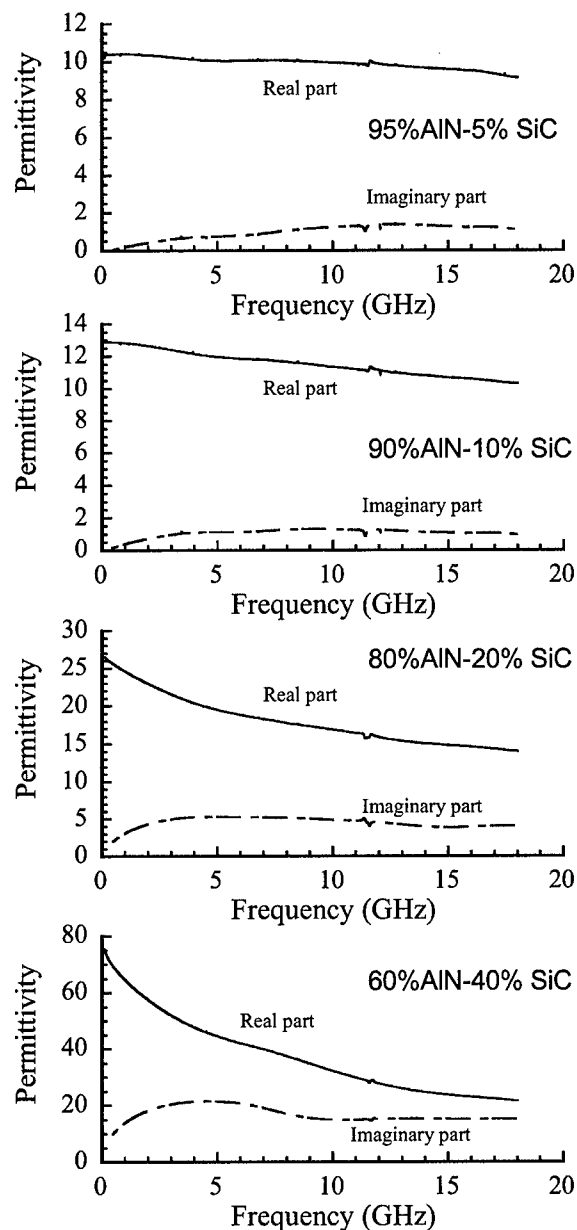 12
10
8
6
4
2
0
Permittivity
Real part
95%AlN-5% SiC
Imaginary part
0 5 10 15 20
Frequency (GHz)
14
12
10
8
6
4
2
0
Permittivity
Real part
90%AlN-10% SiC
Imaginary part
0 5 10 15 20
Frequency (GHz)
30
25
20
15
10
5
0
Permittivity
80%AlN-20% SiC
Real part
Imaginary part
0 5 10 15 20
Frequency (GHz)
80
60
40
20
0
Permittivity
60%AlN-40% SiC
Real part
Imaginary part
0 5 10 15 20
Frequency (GHz)